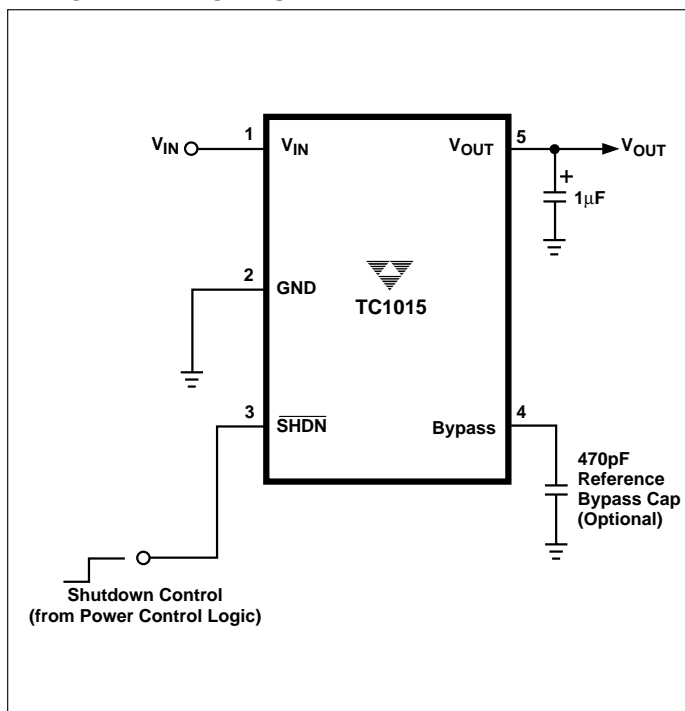 1
V_IN
V_IN
V_OUT
5
V_OUT
+
1µF
2
GND
TC1015
3
SHDN
Bypass
4
470pF
Reference
Bypass Cap
(Optional)
Shutdown Control
(from Power Control Logic)